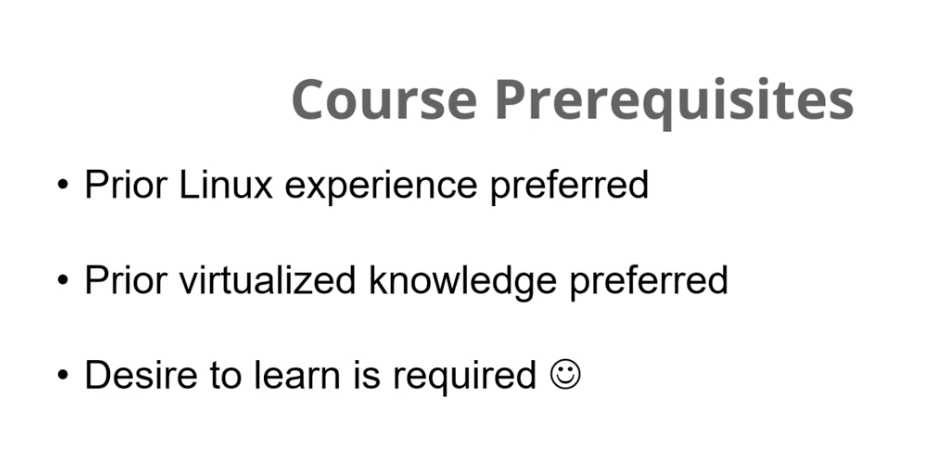 Course Prerequisites
• Prior Linux experience preferred
• Prior virtualized knowledge preferred
• Desire to learn is required ☺